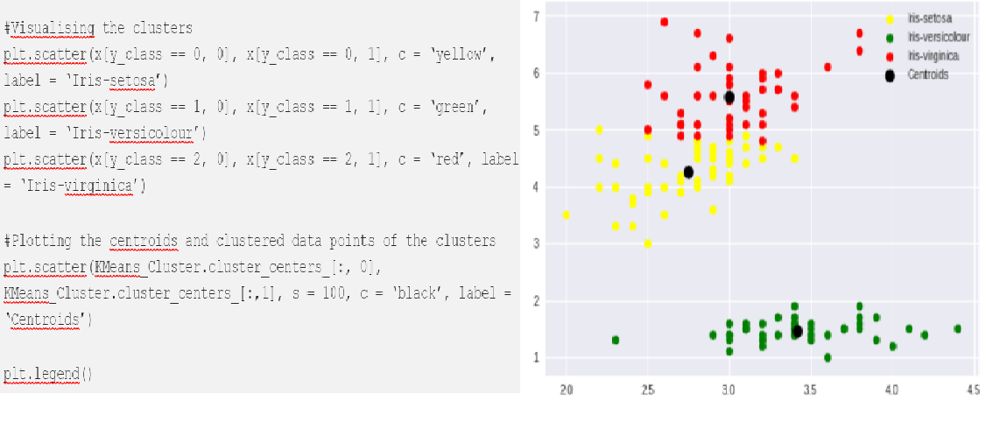 #Visualising the clusters
plt.scatter(x[y_class == 0, 0], x[y_class == 0, 1], c = ‘yellow’,
label = ‘Iris-setosa’)
plt.scatter(x[y_class == 1, 0], x[y_class == 1, 1], c = ‘green’,
label = ‘Iris-versicolour’)
plt.scatter(x[y_class == 2, 0], x[y_class == 2, 1], c = ‘red’, label
= ‘Iris-virginica’)
#Plotting the centroids and clustered data points of the clusters
plt.scatter(KMeans_Cluster.cluster_centers_[:, 0],
KMeans_Cluster.cluster_centers_[:,1], s = 100, c = ‘black’, label =
‘Centroids’)
plt.legend()
7
6
5
4
3
2
1
20
25
3.0
3.5
4.0
4.5
Iris-setosa
Iris-versicolour
Iris-virginica
Centroids